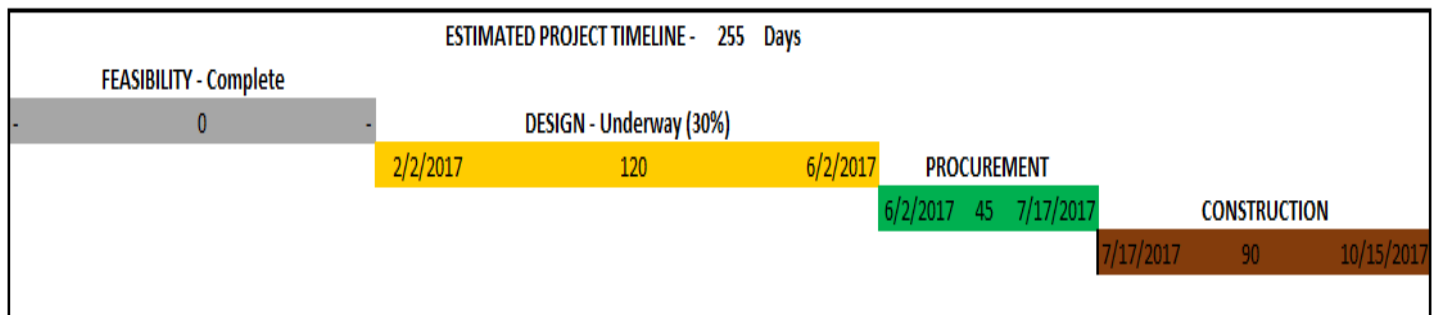 ESTIMATED PROJECT TIMELINE - 255 Days
FEASIBILITY - Complete
- 0 -
DESIGN - Underway (30%)
2/2/2017 120 6/2/2017
PROCUREMENT
6/2/2017 45 7/17/2017
CONSTRUCTION
7/17/2017 90 10/15/2017